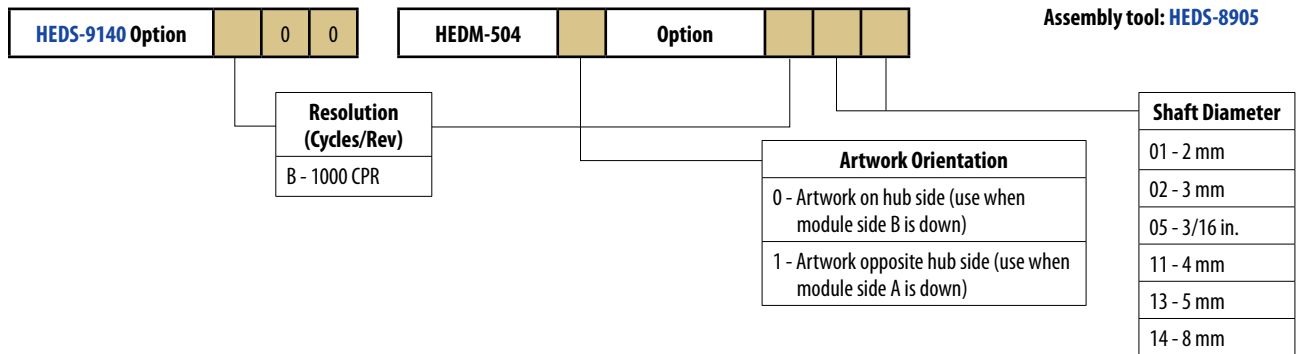 HEDS-9140 Option 0 0
HEDM-504 Option
Assembly tool: HEDS-8905
Resolution
(Cycles/Rev)
B - 1000 CPR
Artwork Orientation
0 - Artwork on hub side (use when
module side B is down)
1 - Artwork opposite hub side (use when
module side A is down)
Shaft Diameter
01 - 2 mm
02 - 3 mm
05 - 3/16 in.
11 - 4 mm
13 - 5 mm
14 - 8 mm